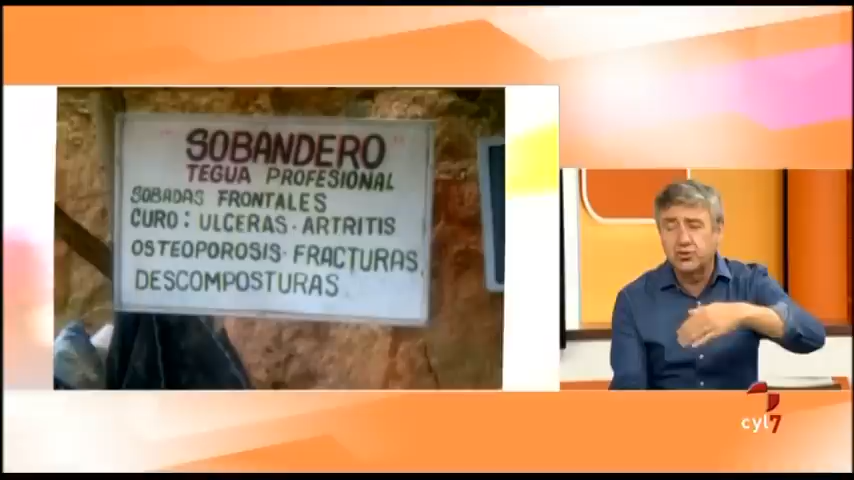 "SOBANDERO"
TEGUA PROFESIONAL
SOBADAS FRONTALES
CURO: ULCERAS · ARTRITIS
OSTEOPOROSIS · FRACTURAS,
DESCOMPOSTURAS.
cyl7